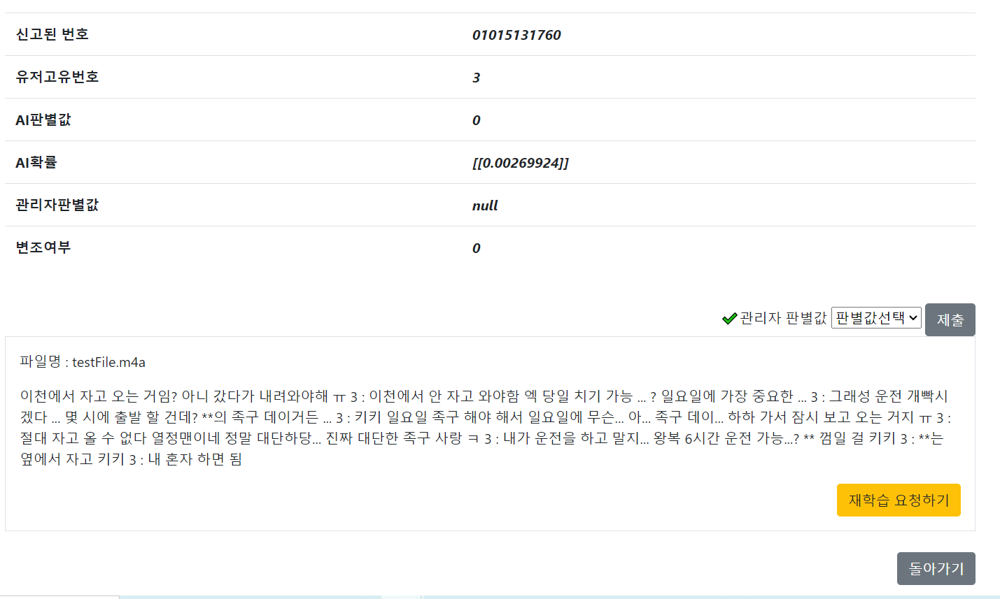 신고된 번호 01015131760
유저고유번호 3
AI판별값 0
AI확률 [[0.00269924]]
관리자판별값 null
변조여부 0
관리자 판별값 판별값선택 제출
파일명 : testFile.m4a
이천에서 자고 오는 거임? 아니 갔다가 내려와야해 ㅠ 3 : 이천에서 안 자고 와야함 엑 당일 치기 가능 ... ? 일요일에 가장 중요한 ... 3 : 그래성 운전 개빡시
겠다 ... 몇 시에 출발 할 건데? **의 족구 데이거든 ... 3 : 키키 일요일 족구 해야 해서 일요일에 무슨... 아... 족구 데이... 하하 가서 잠시 보고 오는 거지 ㅠ 3 :
절대 자고 올 수 없다 열정맨이네 정말 대단하당... 진짜 대단한 족구 사랑 ㅋ 3 : 내가 운전을 하고 말지... 왕복 6시간 운전 가능...? ** 껌일 걸 키키 3 : **는
옆에서 자고 키키 3 : 내 혼자 하면 됨
재학습 요청하기
돌아가기